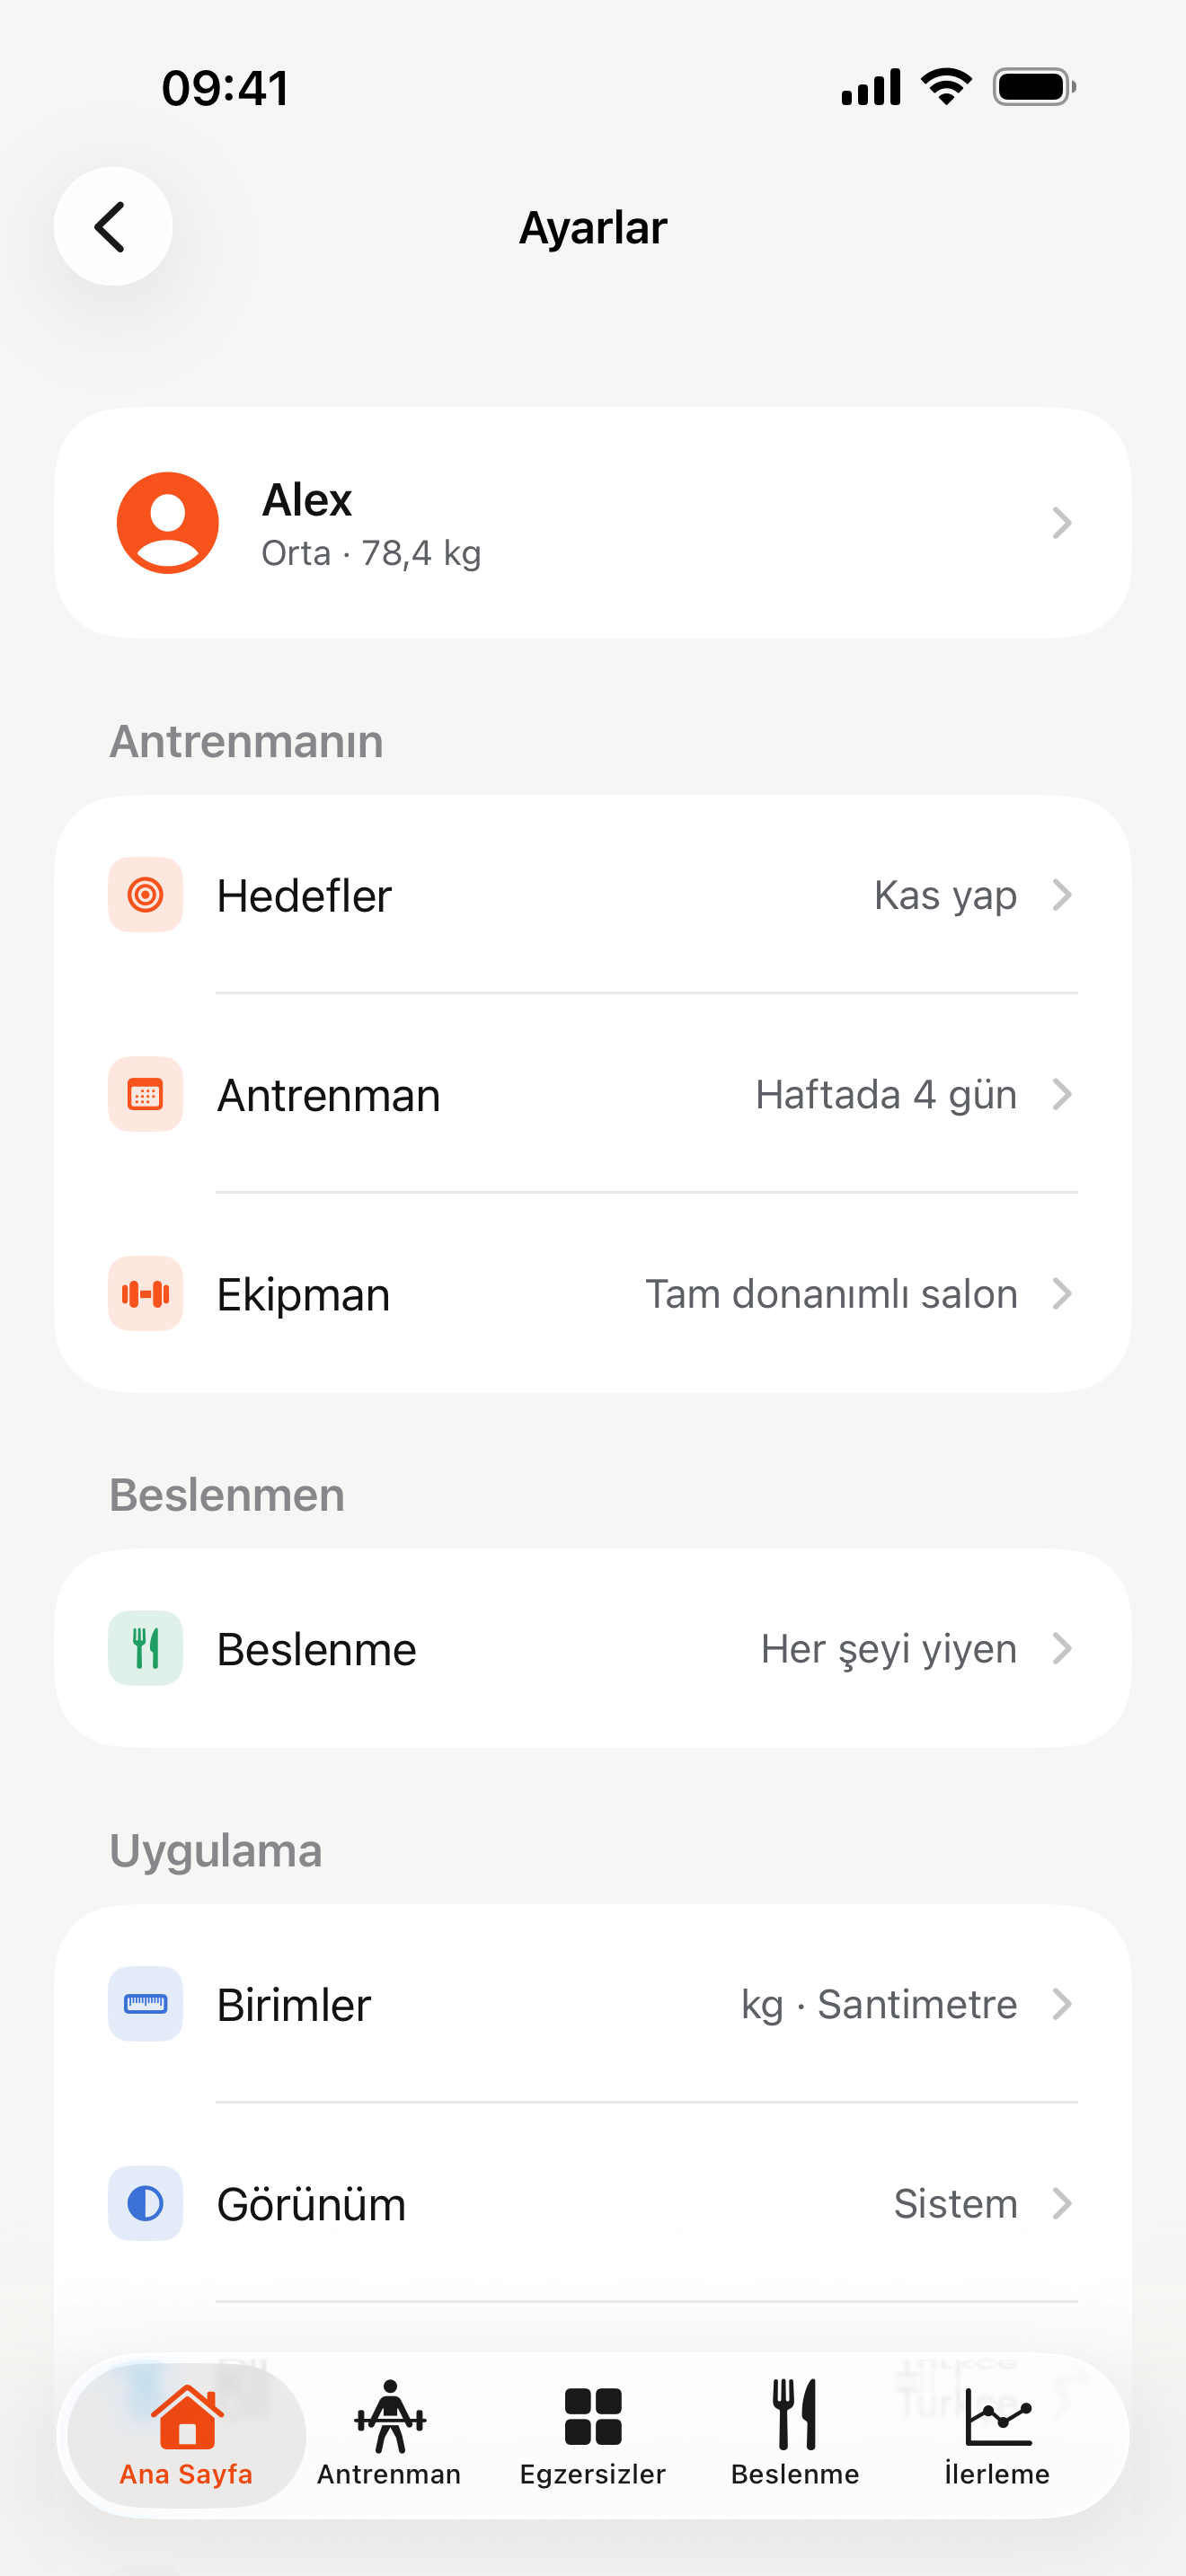 09:41
Ayarlar
Alex
Orta · 78,4 kg
Antrenmanın
Hedefler
Kas yap
Antrenman
Haftada 4 gün
Ekipman
Tam donanımlı salon
Beslenmen
Beslenme
Her şeyi yiyen
Uygulama
Birimler
kg · Santimetre
Görünüm
Sistem
Türkçe
Ana Sayfa
Antrenman
Egzersizler
Beslenme
İlerleme